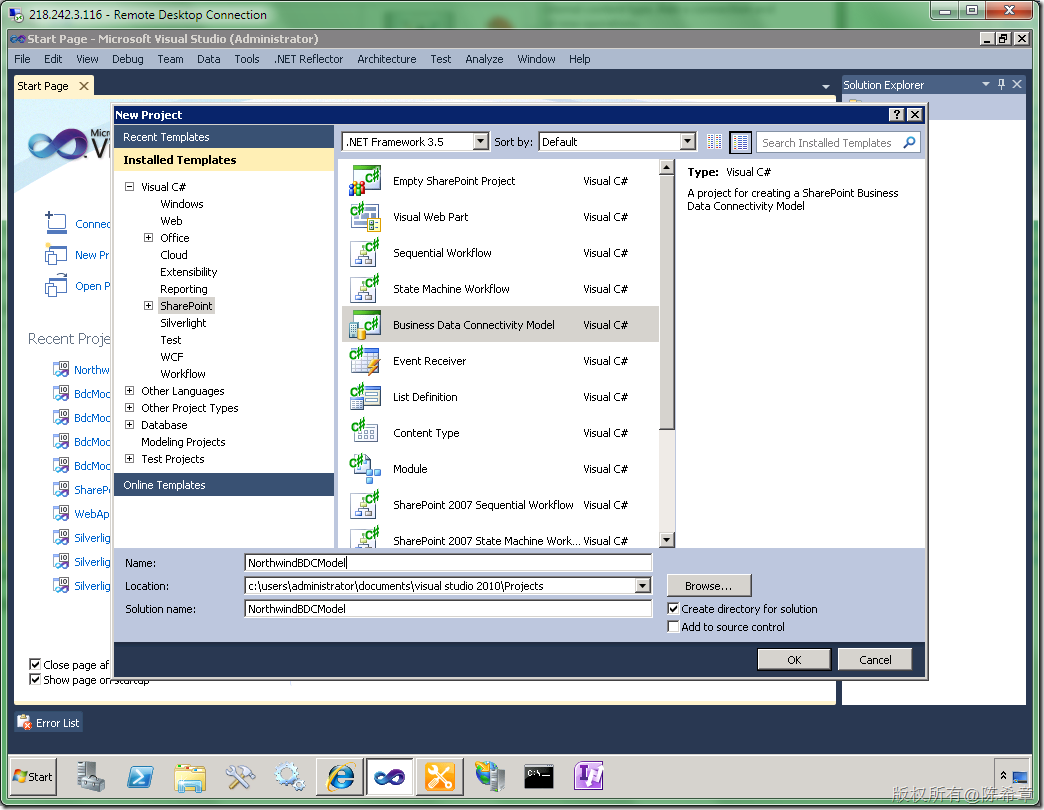 218.242.3.116 - Remote Desktop Connection
Start Page - Microsoft Visual Studio (Administrator)
File Edit View Debug Team Data Tools .NET Reflector Architecture Test Analyze Window Help
Start Page
Solution Explorer
New Project
Recent Templates
Installed Templates
Visual C#
Windows
Web
Office
Cloud
Extensibility
Reporting
SharePoint
Silverlight
Test
WCF
Workflow
Other Languages
Other Project Types
Database
Modeling Projects
Test Projects
Online Templates
.NET Framework 3.5 Sort by: Default Search Installed Templates
Empty SharePoint Project Visual C#
Visual Web Part Visual C#
Sequential Workflow Visual C#
State Machine Workflow Visual C#
Business Data Connectivity Model Visual C#
Event Receiver Visual C#
List Definition Visual C#
Content Type Visual C#
Module Visual C#
SharePoint 2007 Sequential Workflow Visual C#
SharePoint 2007 State Machine Work... Visual C#
Type: Visual C#
A project for creating a SharePoint Business
Data Connectivity Model
Name: NorthwindBDCModel
Location: c:\users\administrator\documents\visual studio 2010\Projects Browse...
Solution name: NorthwindBDCModel
Create directory for solution
Add to source control
OK Cancel
Micr
Connec
New Pr
Open P
Recent Proje
Northw
BdcMoc
BdcMoc
BdcMoc
BdcMoc
SharePo
WebAp
Silverlig
Silverlig
Silverlig
Close page af
Show page on startup
Error List
Start
版权所有@陈希章